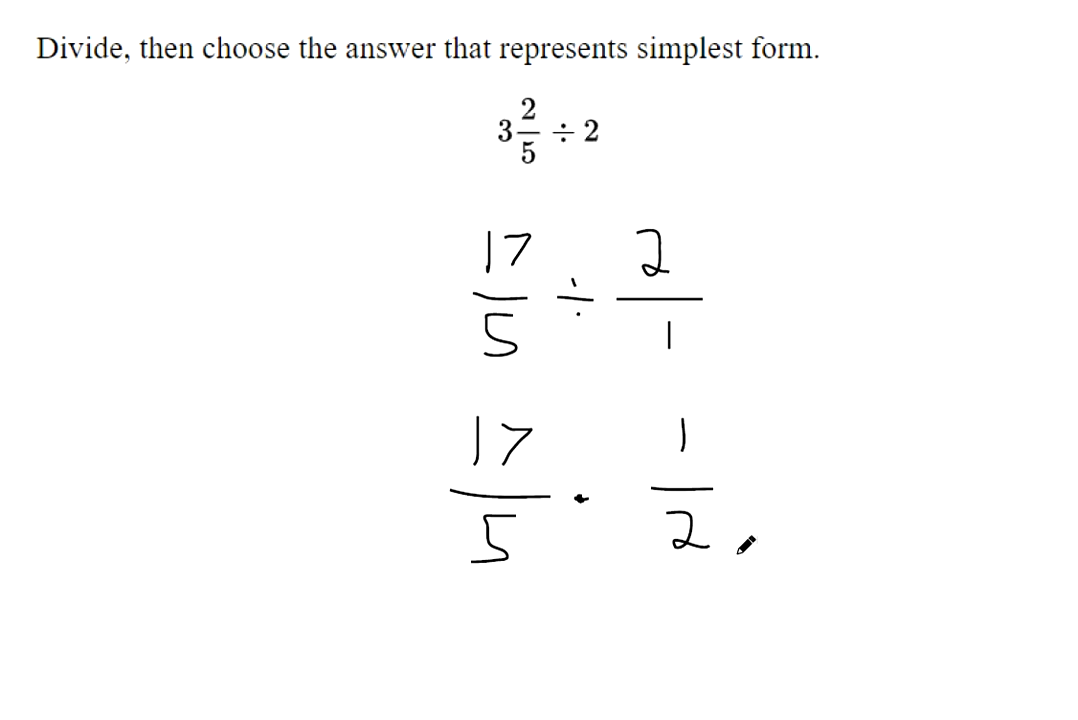 Divide, then choose the answer that represents simplest form.
3 2/5 ÷ 2
17/5 ÷ 2/1
17/5 · 1/2